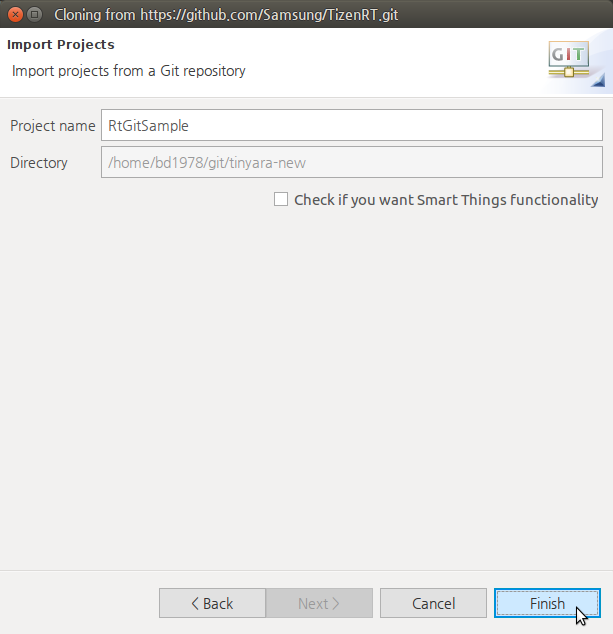 Cloning from https://github.com/Samsung/TizenRT.git
Import Projects
Import projects from a Git repository
GIT
Project name RtGitSample
Directory /home/bd1978/git/tinyara-new
Check if you want Smart Things functionality
< Back Next > Cancel Finish